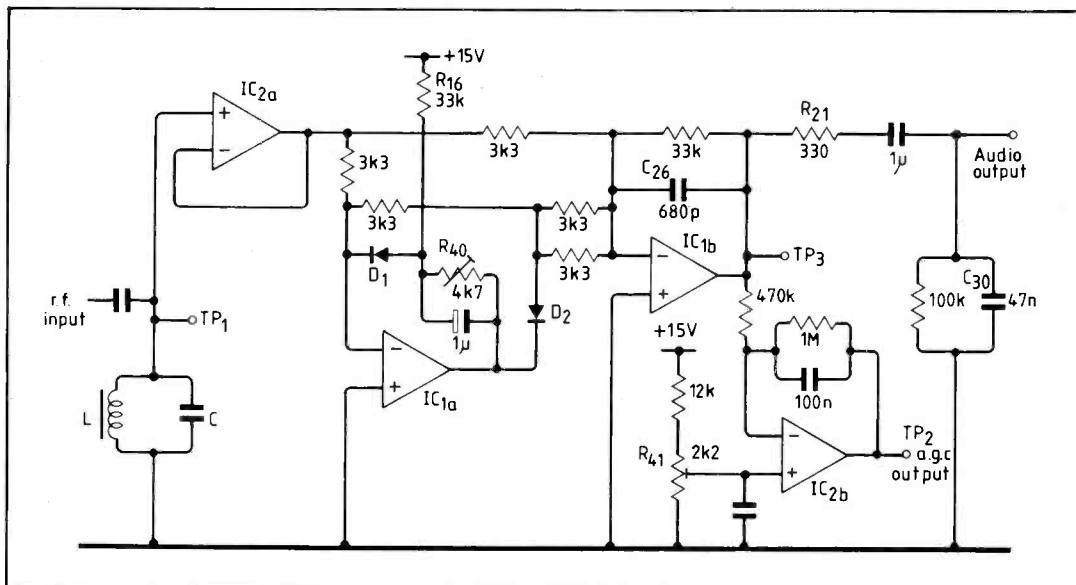 +15V
IC2a
R16
33k
R21
3k3
33k
330
1µ
Audio
output
3k3
C26
680p
3k3
3k3
IC1b
R40
D1
3k3
TP3
C30
r.f.
input
4k7
D2
470k
100k
47n
TP1
1µ
+15V
1M
IC1a
12k
100n
L
C
TP2
R41
2k2
a.g.c
output
IC2b